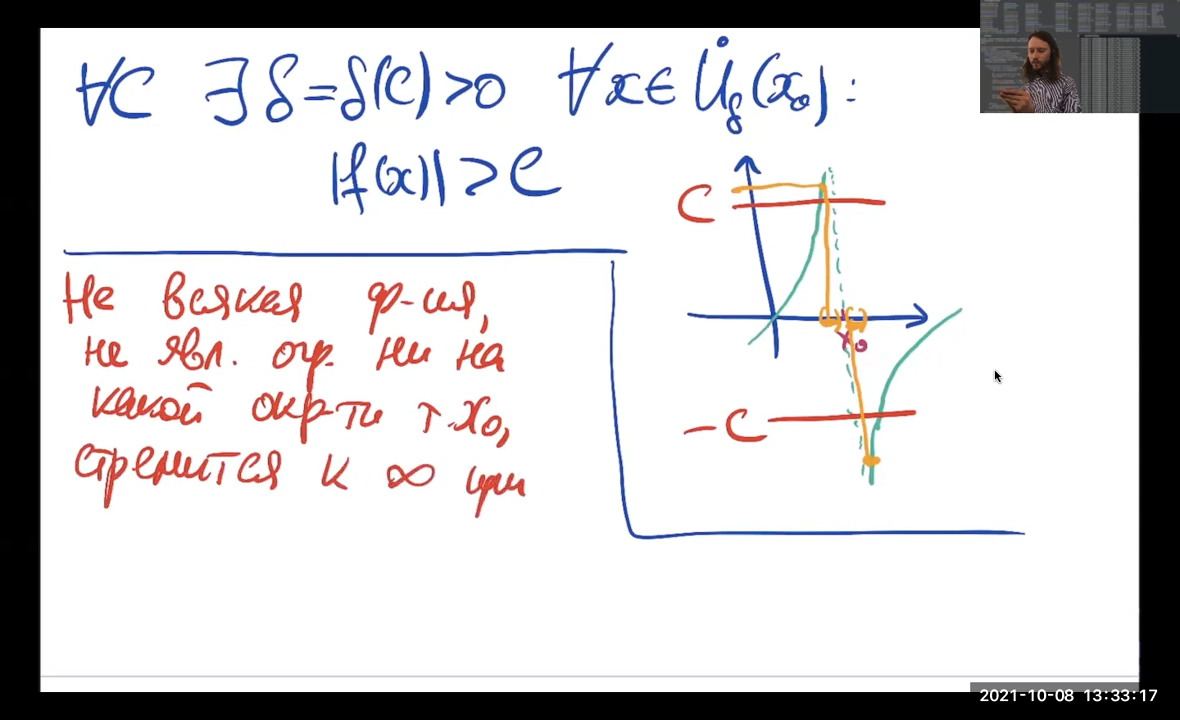 ∀C ∃ δ = δ(C) > 0 ∀x ∈ U̇_δ(x₀) :
|f(x)| > C
C
x₀
-C
Не всякая ф-ия,
не явл. огр. ни на
какой окр-ти т. x₀,
стремится к ∞ при
2021-10-08 13:33:17